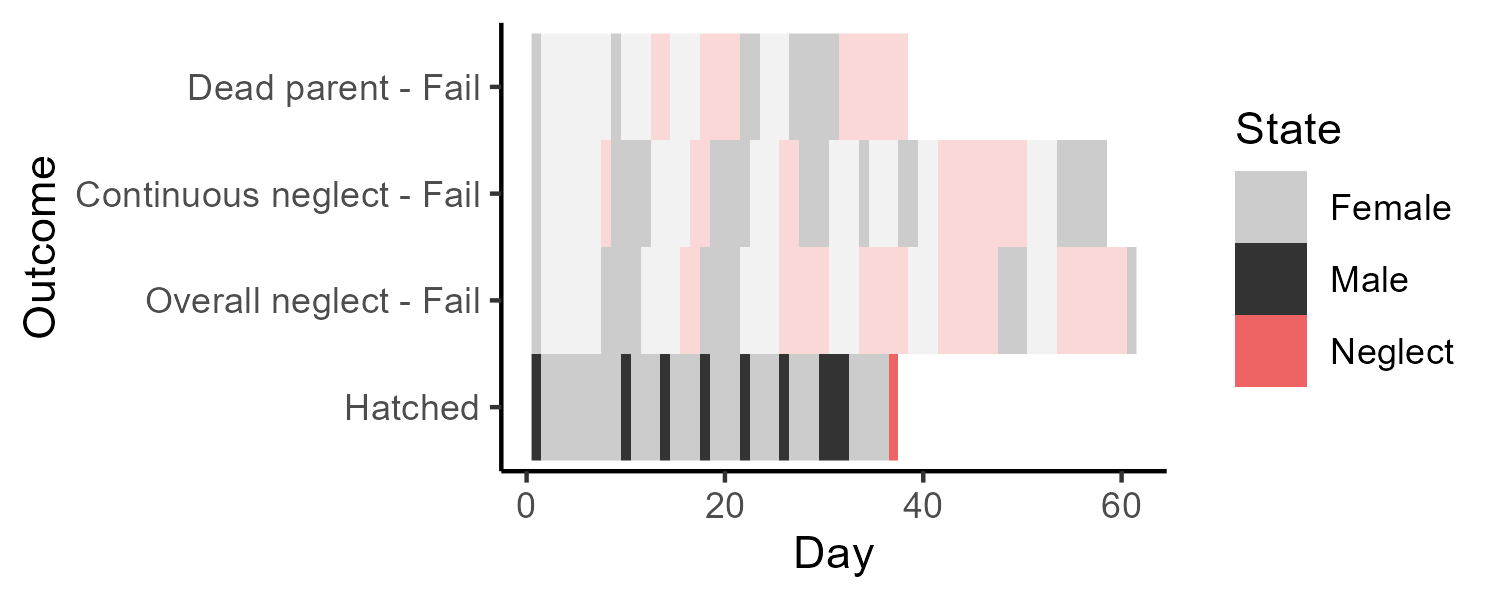 Outcome
Dead parent - Fail
Continuous neglect - Fail
Overall neglect - Fail
Hatched
0 20 40 60
Day
State
Female
Male
Neglect